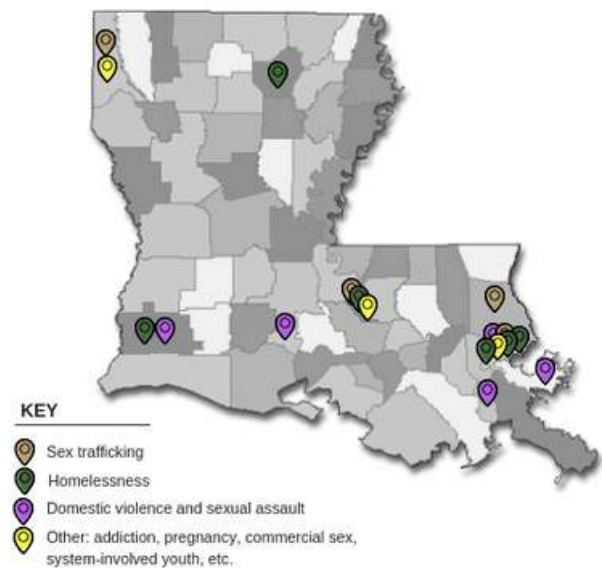 KEY
Sex trafficking
Homelessness
Domestic violence and sexual assault
Other: addiction, pregnancy, commercial sex,
system-involved youth, etc.